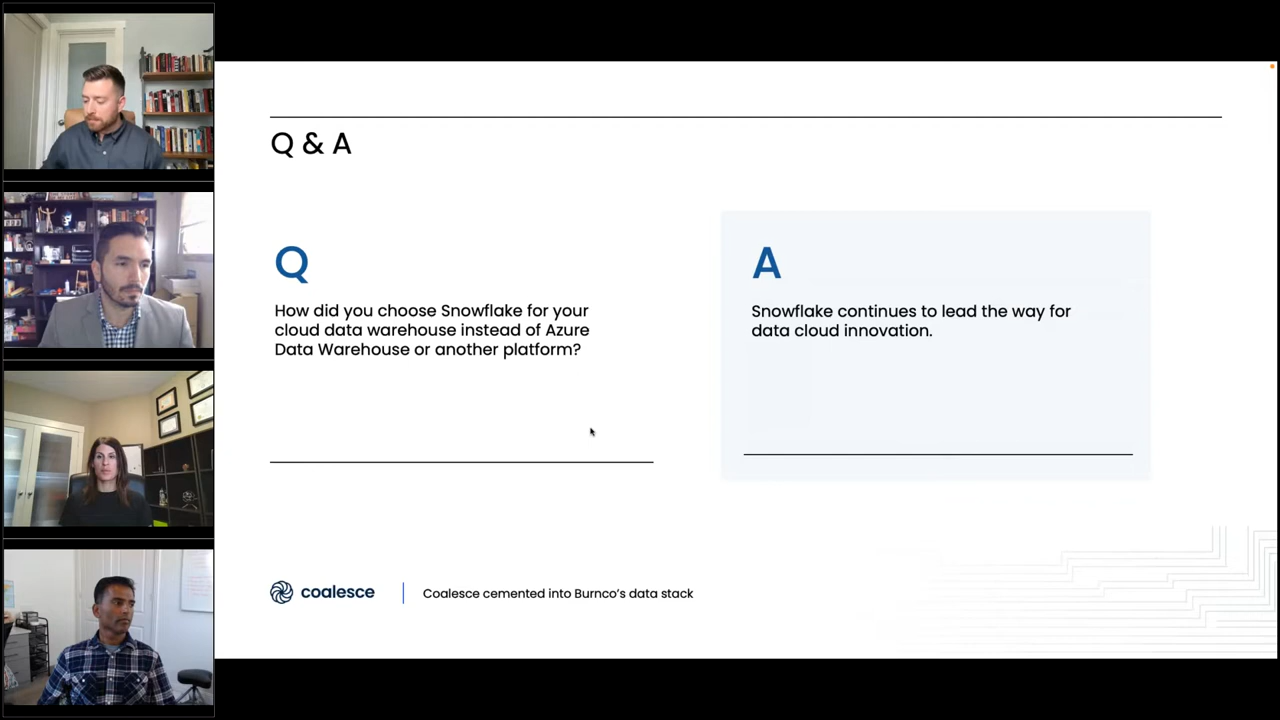 Q & A
Q
How did you choose Snowflake for your
cloud data warehouse instead of Azure
Data Warehouse or another platform?
A
Snowflake continues to lead the way for
data cloud innovation.
coalesce
Coalesce cemented into Burnco’s data stack